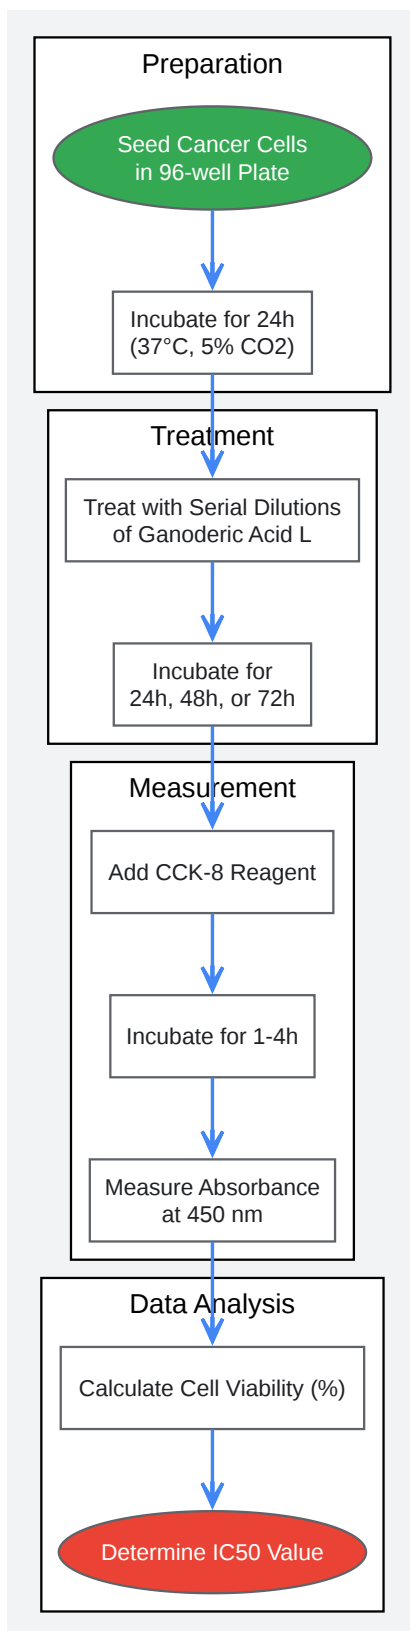 Preparation
Seed Cancer Cells
in 96-well Plate
Incubate for 24h
(37°C, 5% CO2)
Treatment
Treat with Serial Dilutions
of Ganoderic Acid L
Incubate for
24h, 48h, or 72h
Measurement
Add CCK-8 Reagent
Incubate for 1-4h
Measure Absorbance
at 450 nm
Data Analysis
Calculate Cell Viability (%)
Determine IC50 Value